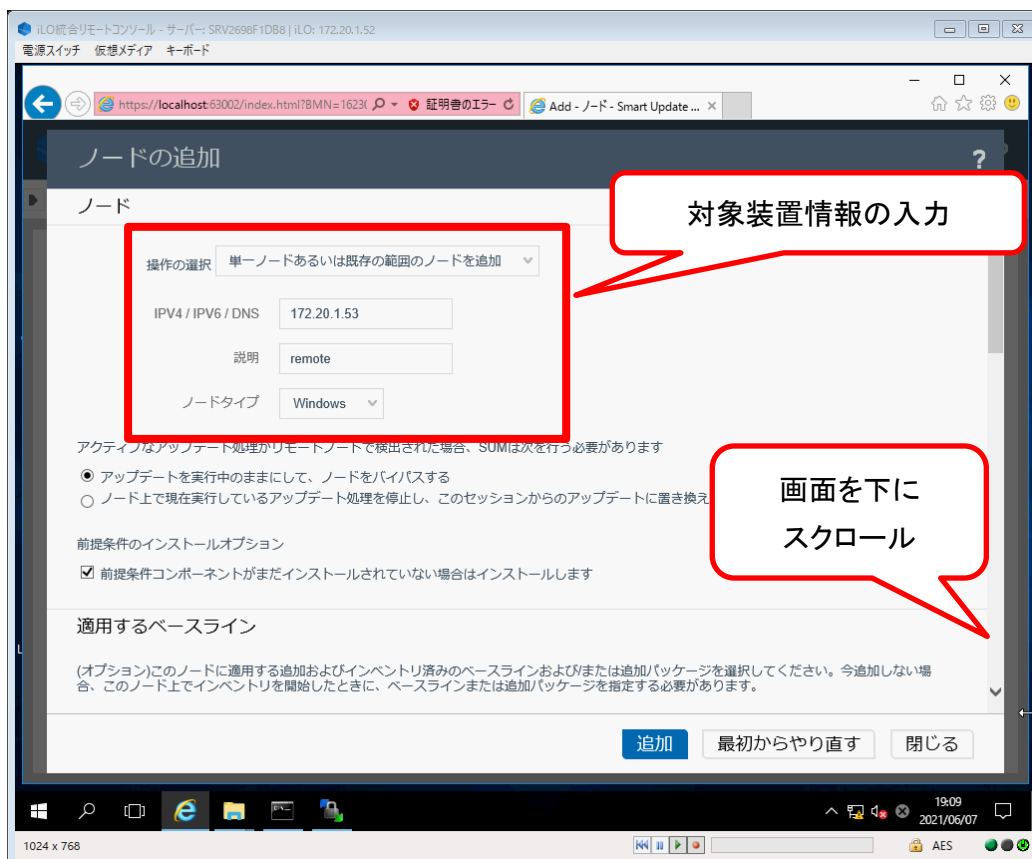 iLO統合リモートコンソール - サーバー: SRV2698F1DB8 | iLO: 172.20.1.52
電源スイッチ 仮想メディア キーボード
https://localhost:63002/index.html?BMN=1623( 証明書のエラー Add - ノード - Smart Update ...
ノードの追加 ?
ノード
対象装置情報の入力
操作の選択 単一ノードあるいは既存の範囲のノードを追加
IPV4 / IPV6 / DNS 172.20.1.53
説明 remote
ノードタイプ Windows
アクティブなアップデート処理がリモートノードで検出された場合、SUMは次を行う必要があります
アップデートを実行中のままにして、ノードをバイパスする
ノード上で現在実行しているアップデート処理を停止し、このセッションからのアップデートに置き換え
画面を下に
スクロール
前提条件のインストールオプション
前提条件コンポーネントがまだインストールされていない場合はインストールします
適用するベースライン
(オプション)このノードに適用する追加およびインベントリ済みのベースラインおよび/または追加パッケージを選択してください。今追加しない場
合、このノード上でインベントリを開始したときに、ベースラインまたは追加パッケージを指定する必要があります。
追加 最初からやり直す 閉じる
19:09
2021/06/07
1024 x 768 AES